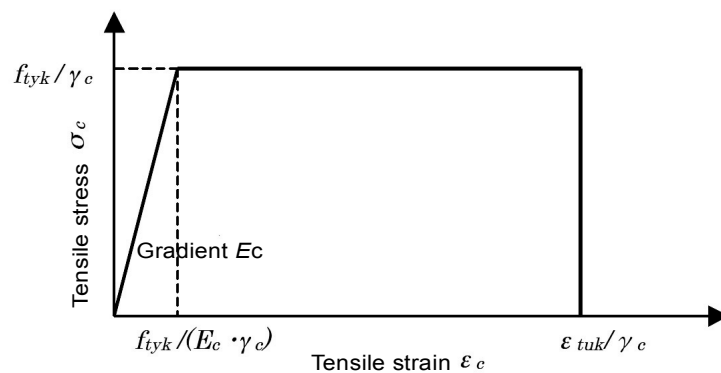 f_tyk / γ_c
Tensile stress σ_c
Gradient Ec
f_tyk /(E_c ·γ_c)
ε_tuk/ γ_c
Tensile strain ε_c